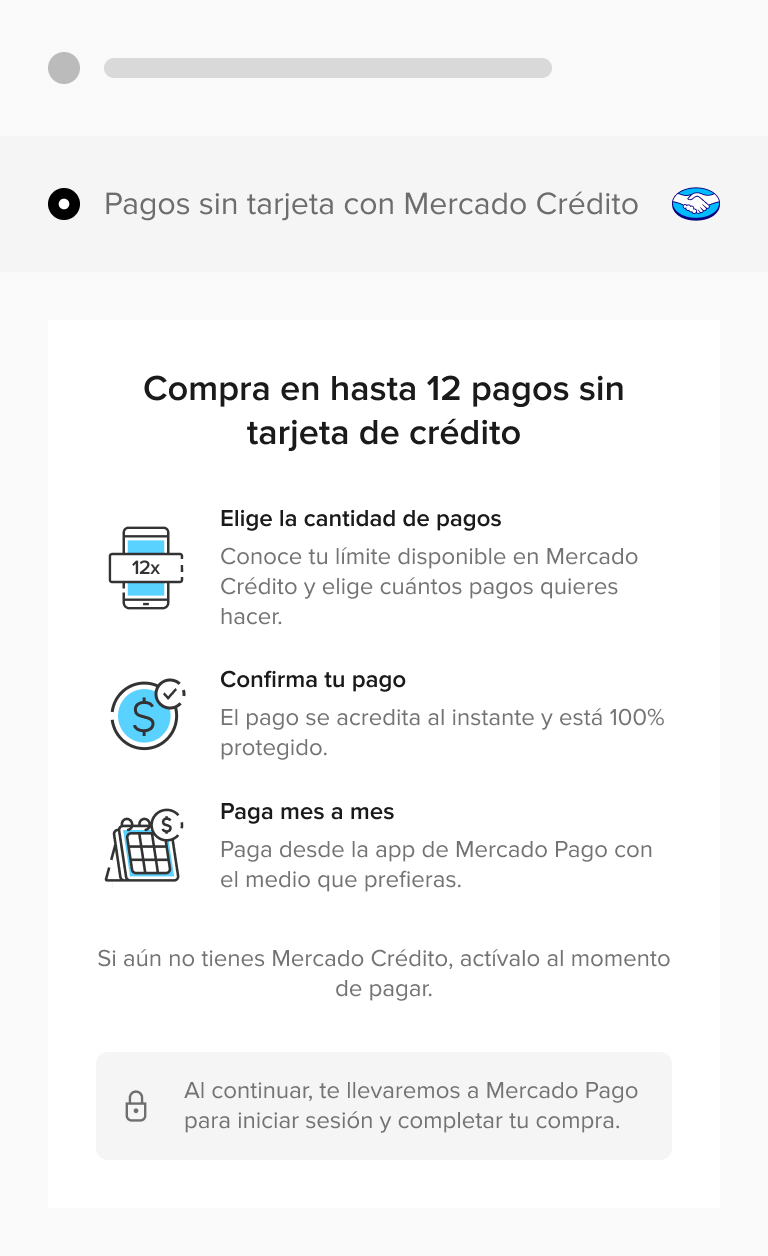 Pagos sin tarjeta con Mercado Crédito
Compra en hasta 12 pagos sin
tarjeta de crédito
Elige la cantidad de pagos
12x
Conoce tu límite disponible en Mercado
Crédito y elige cuántos pagos quieres
hacer.
Confirma tu pago
$
El pago se acredita al instante y está 100%
protegido.
Paga mes a mes
$
Paga desde la app de Mercado Pago con
el medio que prefieras.
Si aún no tienes Mercado Crédito, actívalo al momento
de pagar.
Al continuar, te llevaremos a Mercado Pago
para iniciar sesión y completar tu compra.